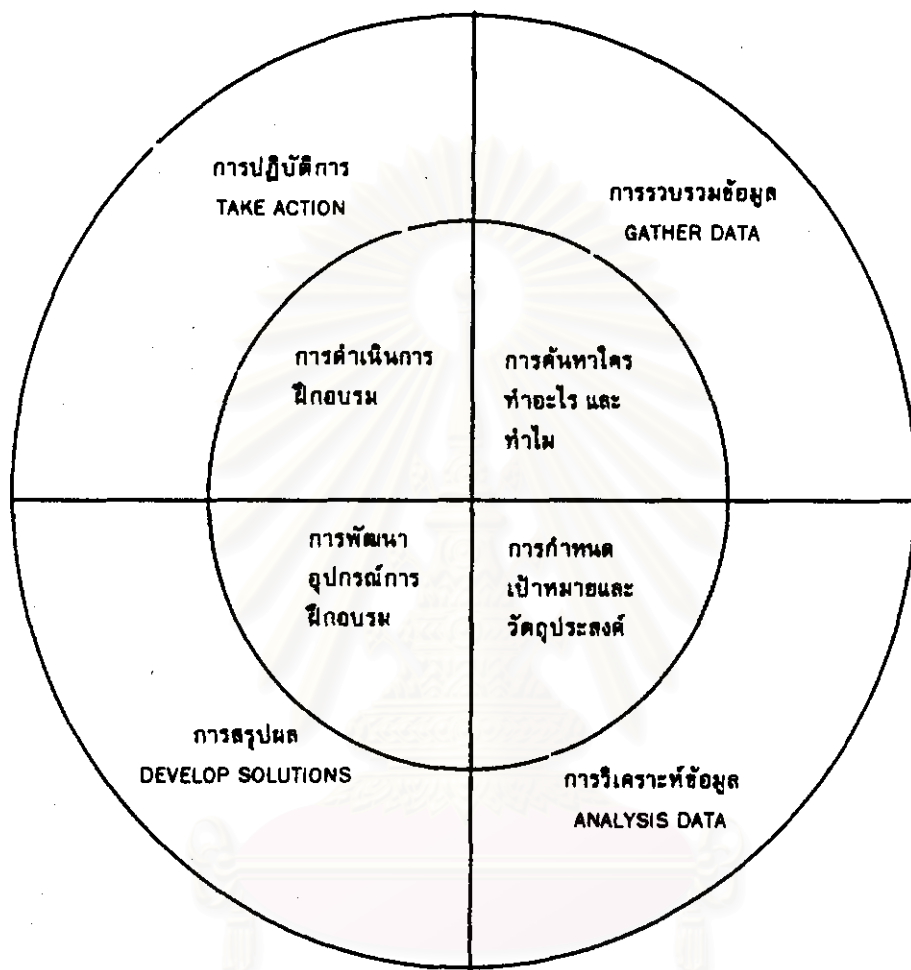 การปฏิบัติการ
TAKE ACTION
การรวบรวมข้อมูล
GATHER DATA
การดำเนินการ
ฝึกอบรม
การค้นหาใคร
ทำอะไร และ
ทำไม
การพัฒนา
อุปกรณ์การ
ฝึกอบรม
การกำหนด
เป้าหมายและ
วัตถุประสงค์
การสรุปผล
DEVELOP SOLUTIONS
การวิเคราะห์ข้อมูล
ANALYSIS DATA